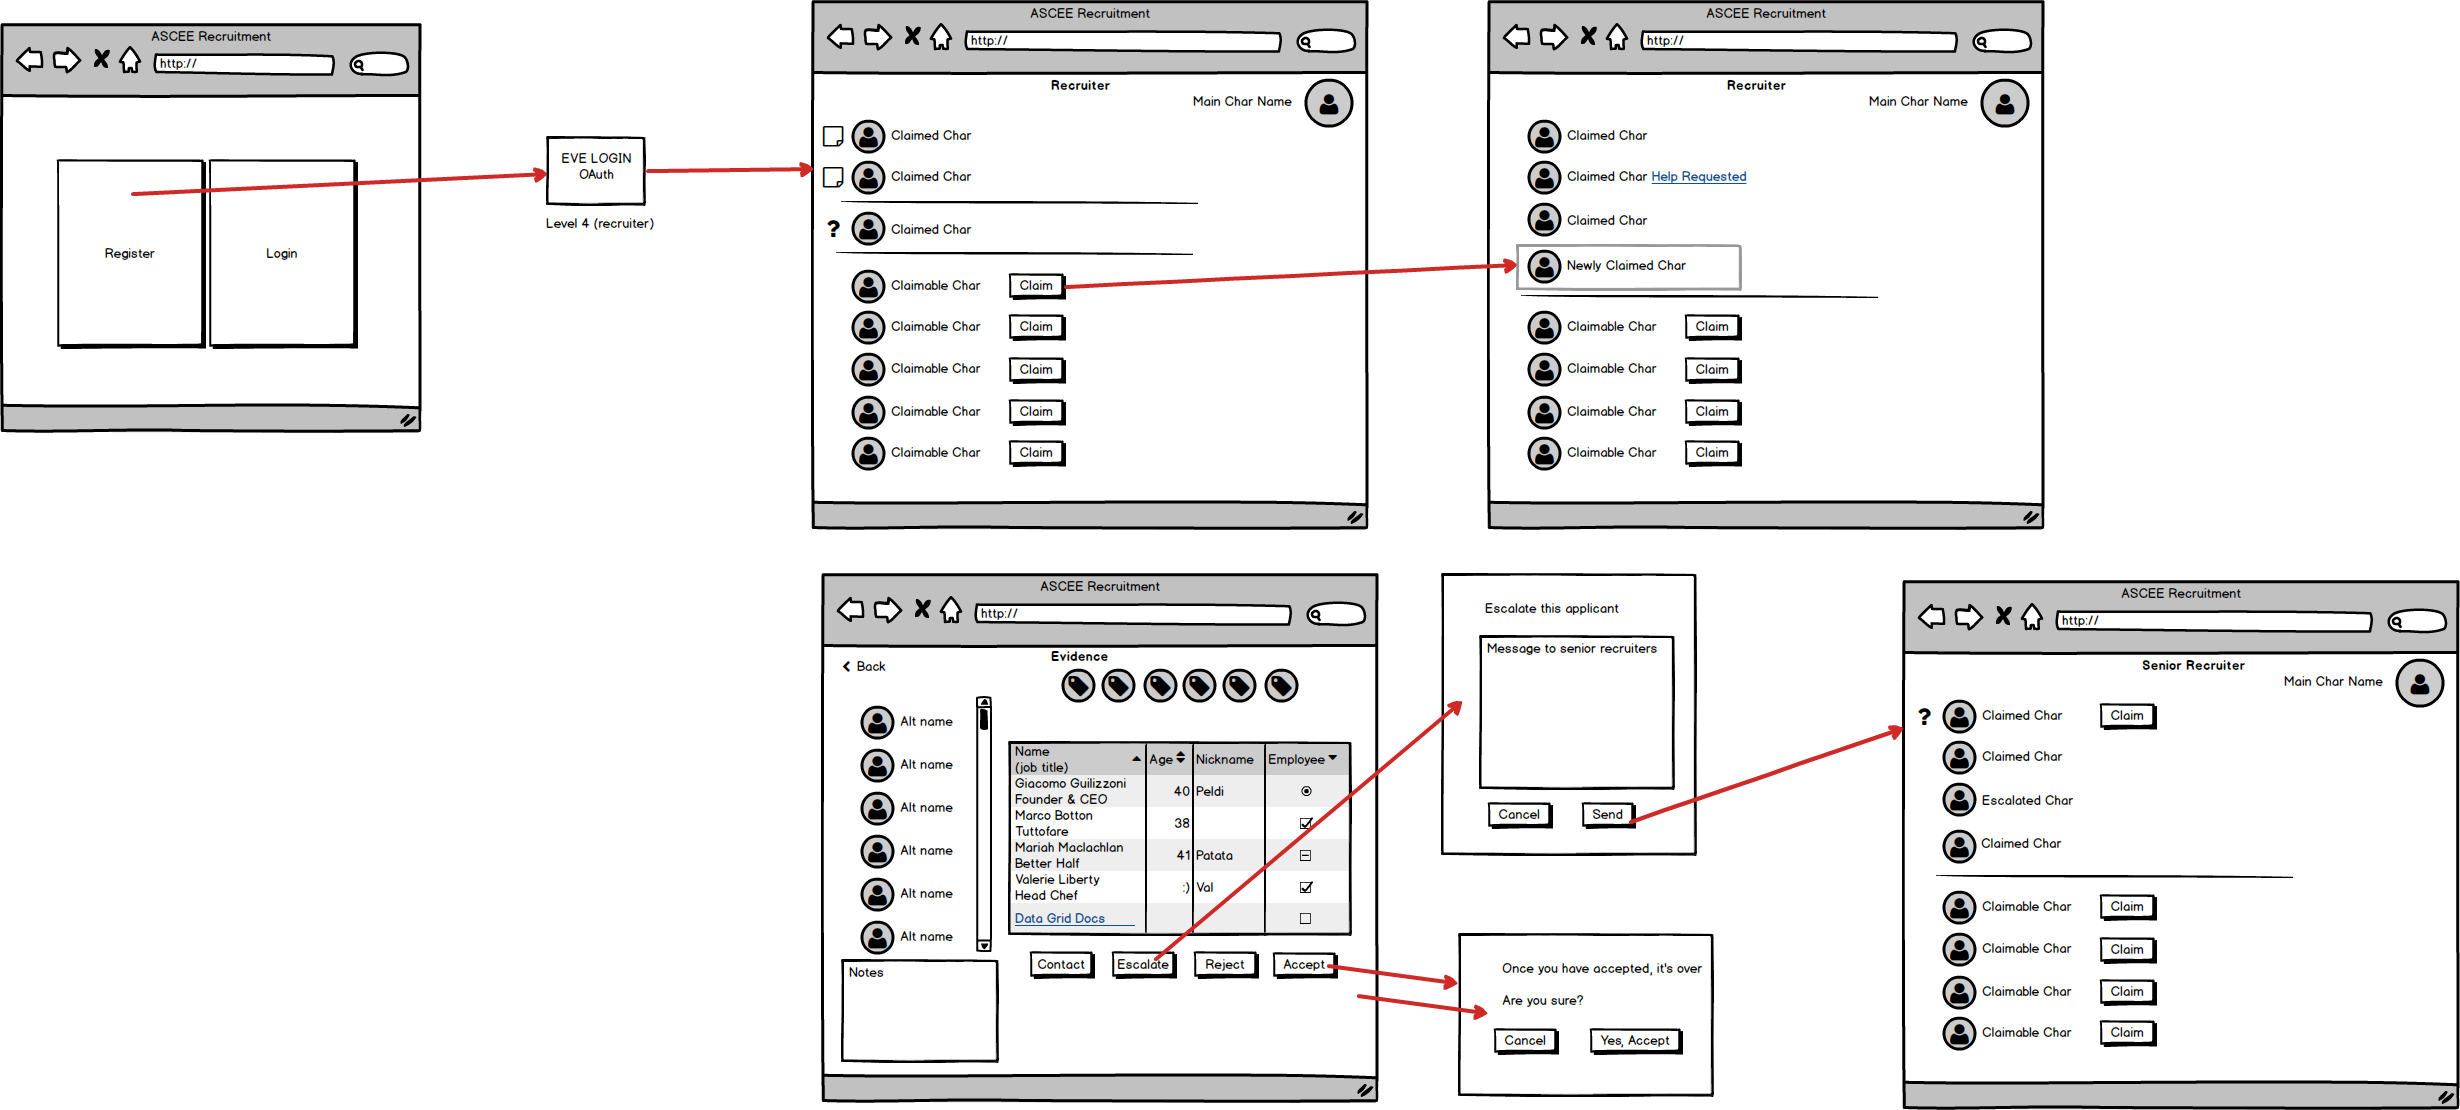 ASCEE Recruitment
http://
Register
Login
EVE LOGIN
OAuth
Level 4 (recruiter)
ASCEE Recruitment
http://
Recruiter
Main Char Name
Claimed Char
Claimed Char
? Claimed Char
Claimable Char Claim
Claimable Char Claim
Claimable Char Claim
Claimable Char Claim
Claimable Char Claim
ASCEE Recruitment
http://
Recruiter
Main Char Name
Claimed Char
Claimed Char Help Requested
Claimed Char
Newly Claimed Char
Claimable Char Claim
Claimable Char Claim
Claimable Char Claim
Claimable Char Claim
ASCEE Recruitment
http://
Evidence
Back
Alt name
Alt name
Alt name
Alt name
Alt name
Alt name
Notes
Name
(job title) Age Nickname Employee
Giacomo Guilizzoni
Founder & CEO 40 Peldi
Marco Botton
Tuttofare 38
Mariah Maclachlan
Better Half 41 Patata
Valerie Liberty
Head Chef :) Val
Data Grid Docs
Contact Escalate Reject Accept
Escalate this applicant
Message to senior recruiters
Cancel Send
Once you have accepted, it's over
Are you sure?
Cancel Yes, Accept
ASCEE Recruitment
http://
Senior Recruiter
Main Char Name
? Claimed Char Claim
Claimed Char
Escalated Char
Claimed Char
Claimable Char Claim
Claimable Char Claim
Claimable Char Claim
Claimable Char Claim